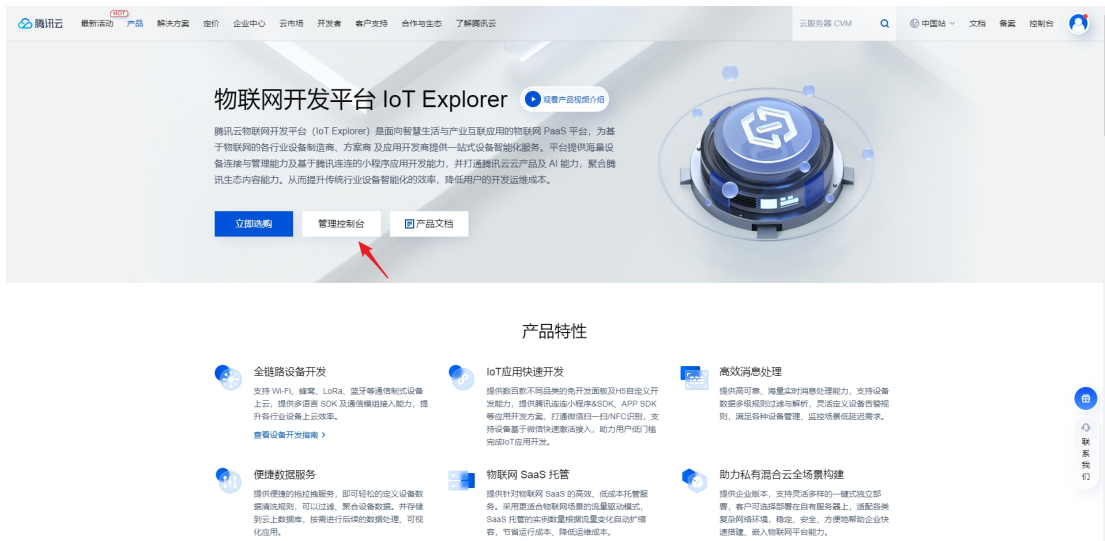 腾讯云
最新活动 HOT 产品 解决方案 定价 企业中心 云市场 开发者 客户支持 合作与生态 了解腾讯云
云服务器 CVM
中国站 文档 备案 控制台
物联网开发平台 IoT Explorer
观看产品视频介绍
腾讯云物联网开发平台（IoT Explorer）是面向智慧生活与产业互联应用的物联网 PaaS 平台，为基
于物联网的各行业设备制造商、方案商 及应用开发商提供一站式设备智能化服务。平台提供海量设
备连接与管理能力及基于腾讯连连的小程序应用开发能力，并打通腾讯云云产品及 AI 能力，聚合腾
讯生态内容能力。从而提升传统行业设备智能化的效率，降低用户的开发运维成本。
立即选购 管理控制台 产品文档
产品特性
全链路设备开发
支持 Wi-Fi、蜂窝、LoRa、蓝牙等通信制式设备
上云，提供多语言 SDK 及通信模组接入能力，提
升各行业设备上云效率。
查看设备开发指南
IoT应用快速开发
提供数百款不同品类的免开发面板及H5自定义开
发能力，提供腾讯连连小程序&SDK、APP SDK
等应用开发方案，打通微信扫一扫/NFC识别，支
持设备基于微信快速激活接入，助力用户低门槛
完成IoT应用开发。
高效消息处理
提供高可靠、海量实时消息处理能力，支持设备
数据多级规则过滤与解析，灵活定义设备告警规
则，满足各种设备管理、监控场景低延迟需求。
便捷数据服务
提供便捷的拖拉拽服务，即可轻松的定义设备数
据清洗规则，可以过滤、聚合设备数据。并存储
到云上数据库，按需进行后续的数据处理、可视
化应用。
物联网 SaaS 托管
提供针对物联网 SaaS 的高效、低成本托管服
务。采用更适合物联网场景的流量驱动模式，
SaaS 托管的实例数量根据流量变化自动扩缩
容，节省运行成本、降低运维成本。
助力私有混合云全场景构建
提供企业版本，支持灵活多样的一键式独立部
署，客户可选择部署在自有服务器上，适配各类
复杂网络环境，稳定、安全、方便地帮助企业快
速搭建、嵌入物联网平台能力。
联
系
我
们